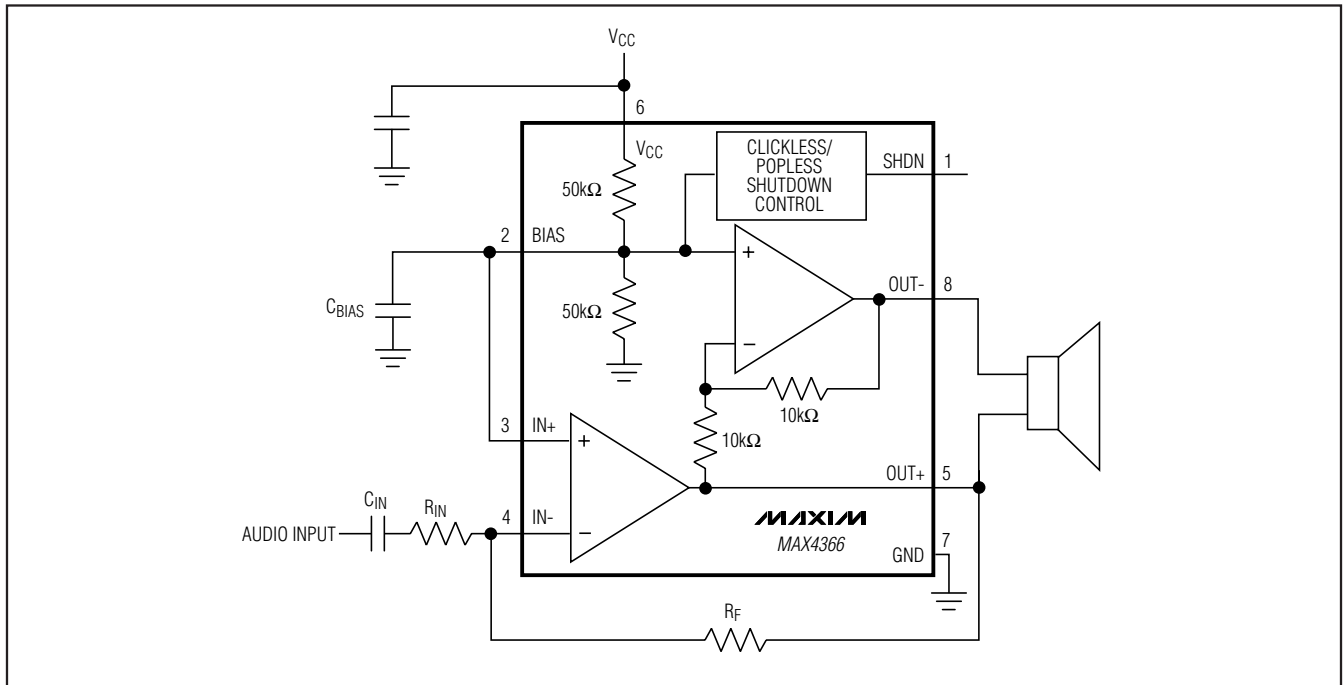 VCC
6
VCC
CLICKLESS/
POPLESS
SHUTDOWN
CONTROL
SHDN 1
50kΩ
2 BIAS
+
OUT- 8
CBIAS
50kΩ
−
10kΩ
10kΩ
3 IN+
+
OUT+ 5
CIN
RIN
AUDIO INPUT
4 IN-
−
MAXIM
MAX4366
7
GND
RF